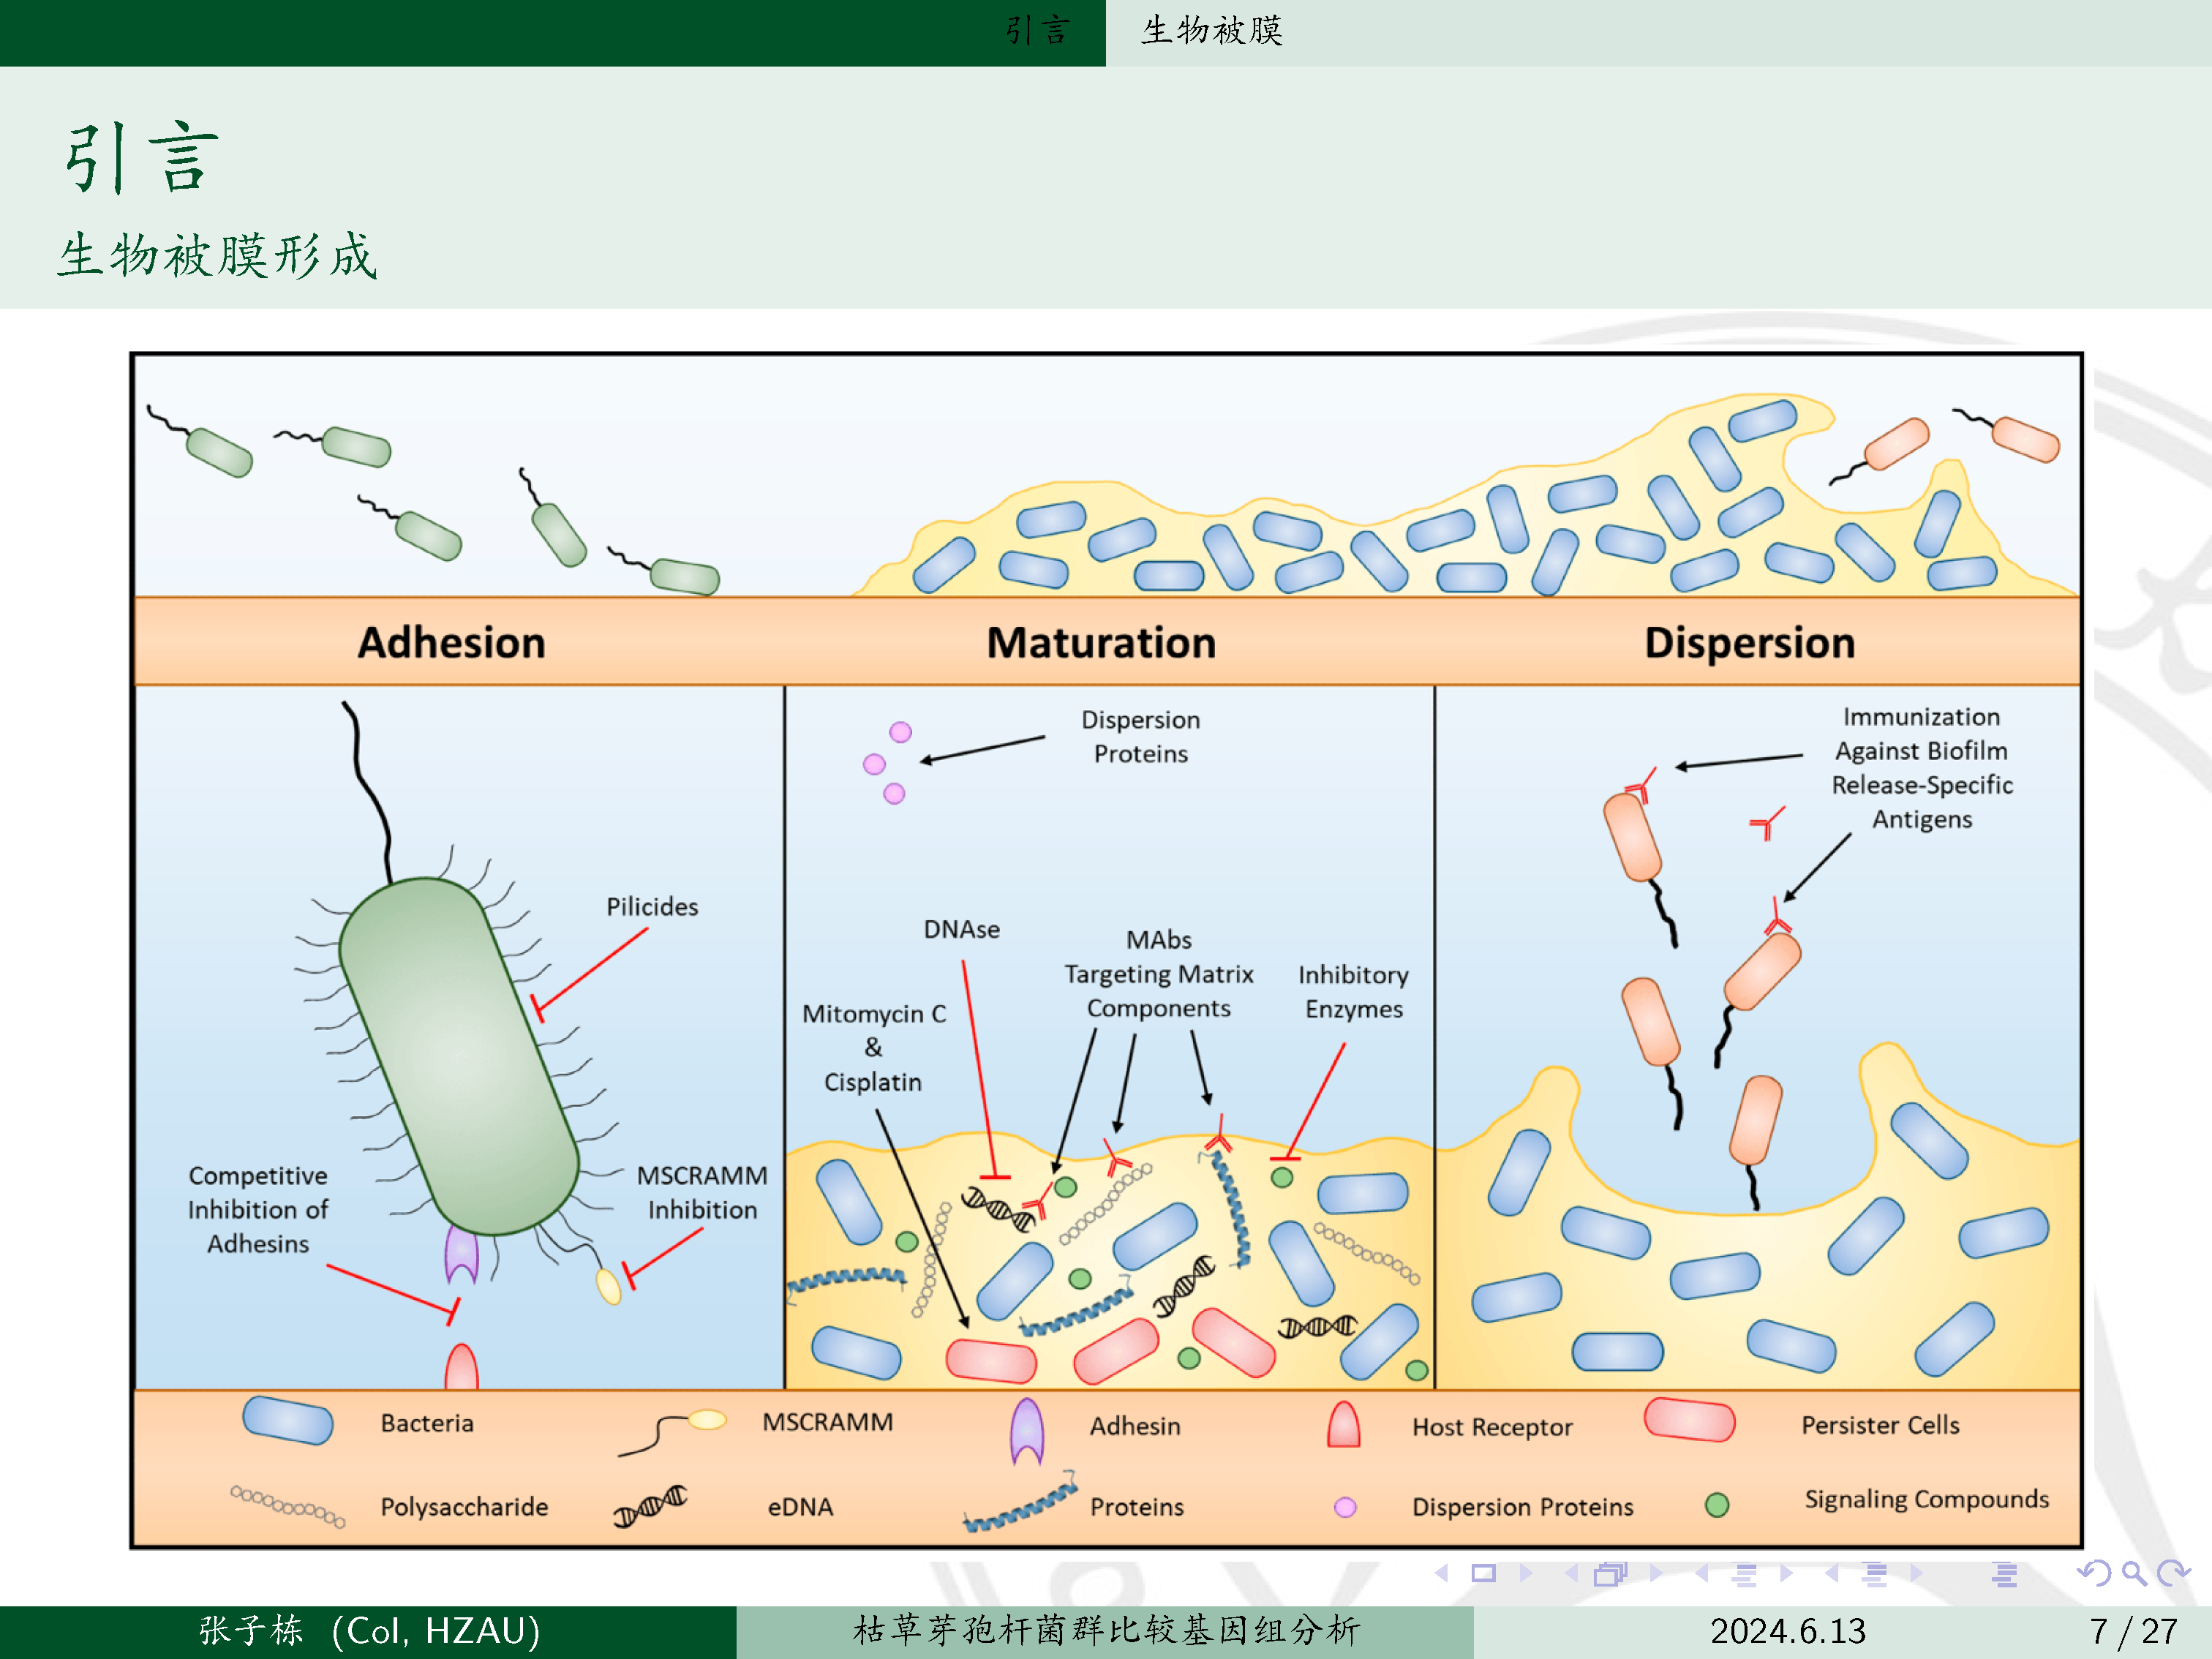 引言
生物被膜
引言
生物被膜形成
Adhesion
Maturation
Dispersion
Pilicides
Competitive
Inhibition of
Adhesins
MSCRAMM
Inhibition
Dispersion
Proteins
DNAse
MAbs
Targeting Matrix
Components
Inhibitory
Enzymes
Mitomycin C
&
Cisplatin
Immunization
Against Biofilm
Release-Specific
Antigens
Bacteria
MSCRAMM
Adhesin
Host Receptor
Persister Cells
Polysaccharide
eDNA
Proteins
Dispersion Proteins
Signaling Compounds
张子栋 (CoI, HZAU)
枯草芽孢杆菌群比较基因组分析
2024.6.13
7 / 27